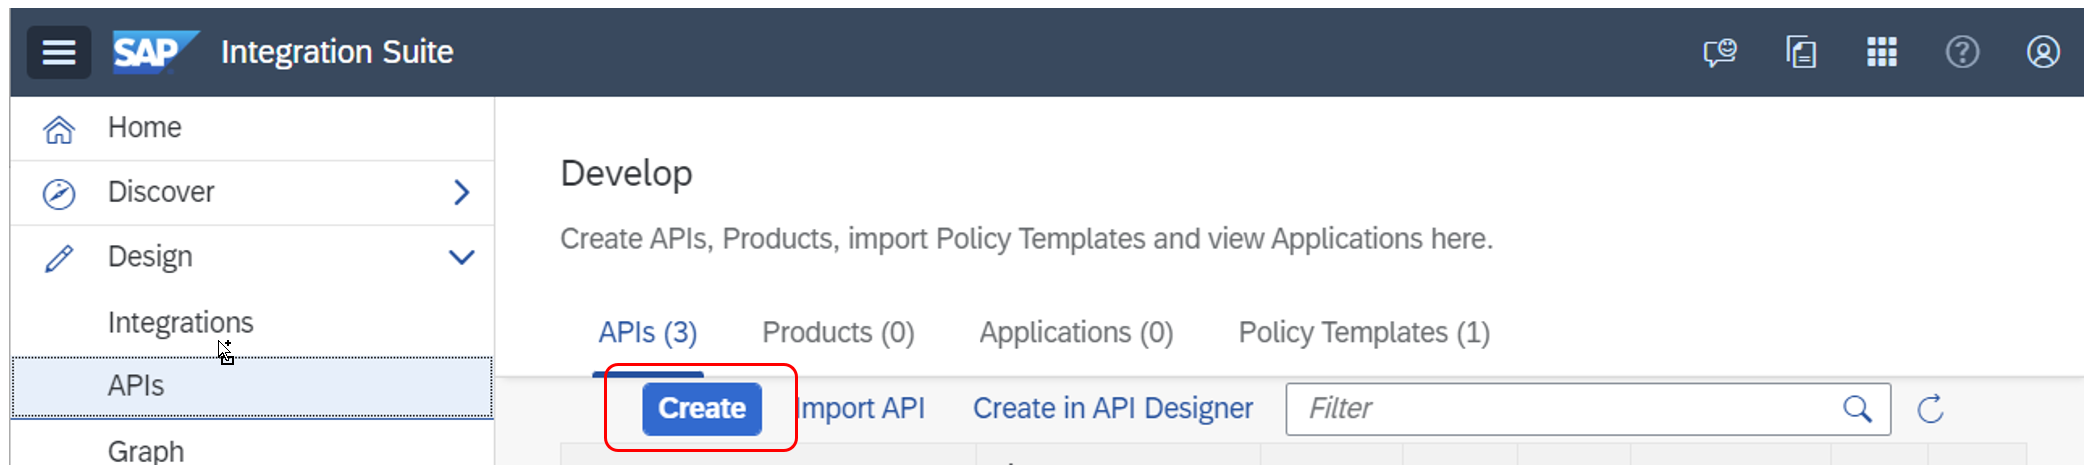 SAP Integration Suite
Home
Discover
Design
Integrations
APIs
Graph
Develop
Create APIs, Products, import Policy Templates and view Applications here.
APIs (3) Products (0) Applications (0) Policy Templates (1)
Create Import API Create in API Designer Filter